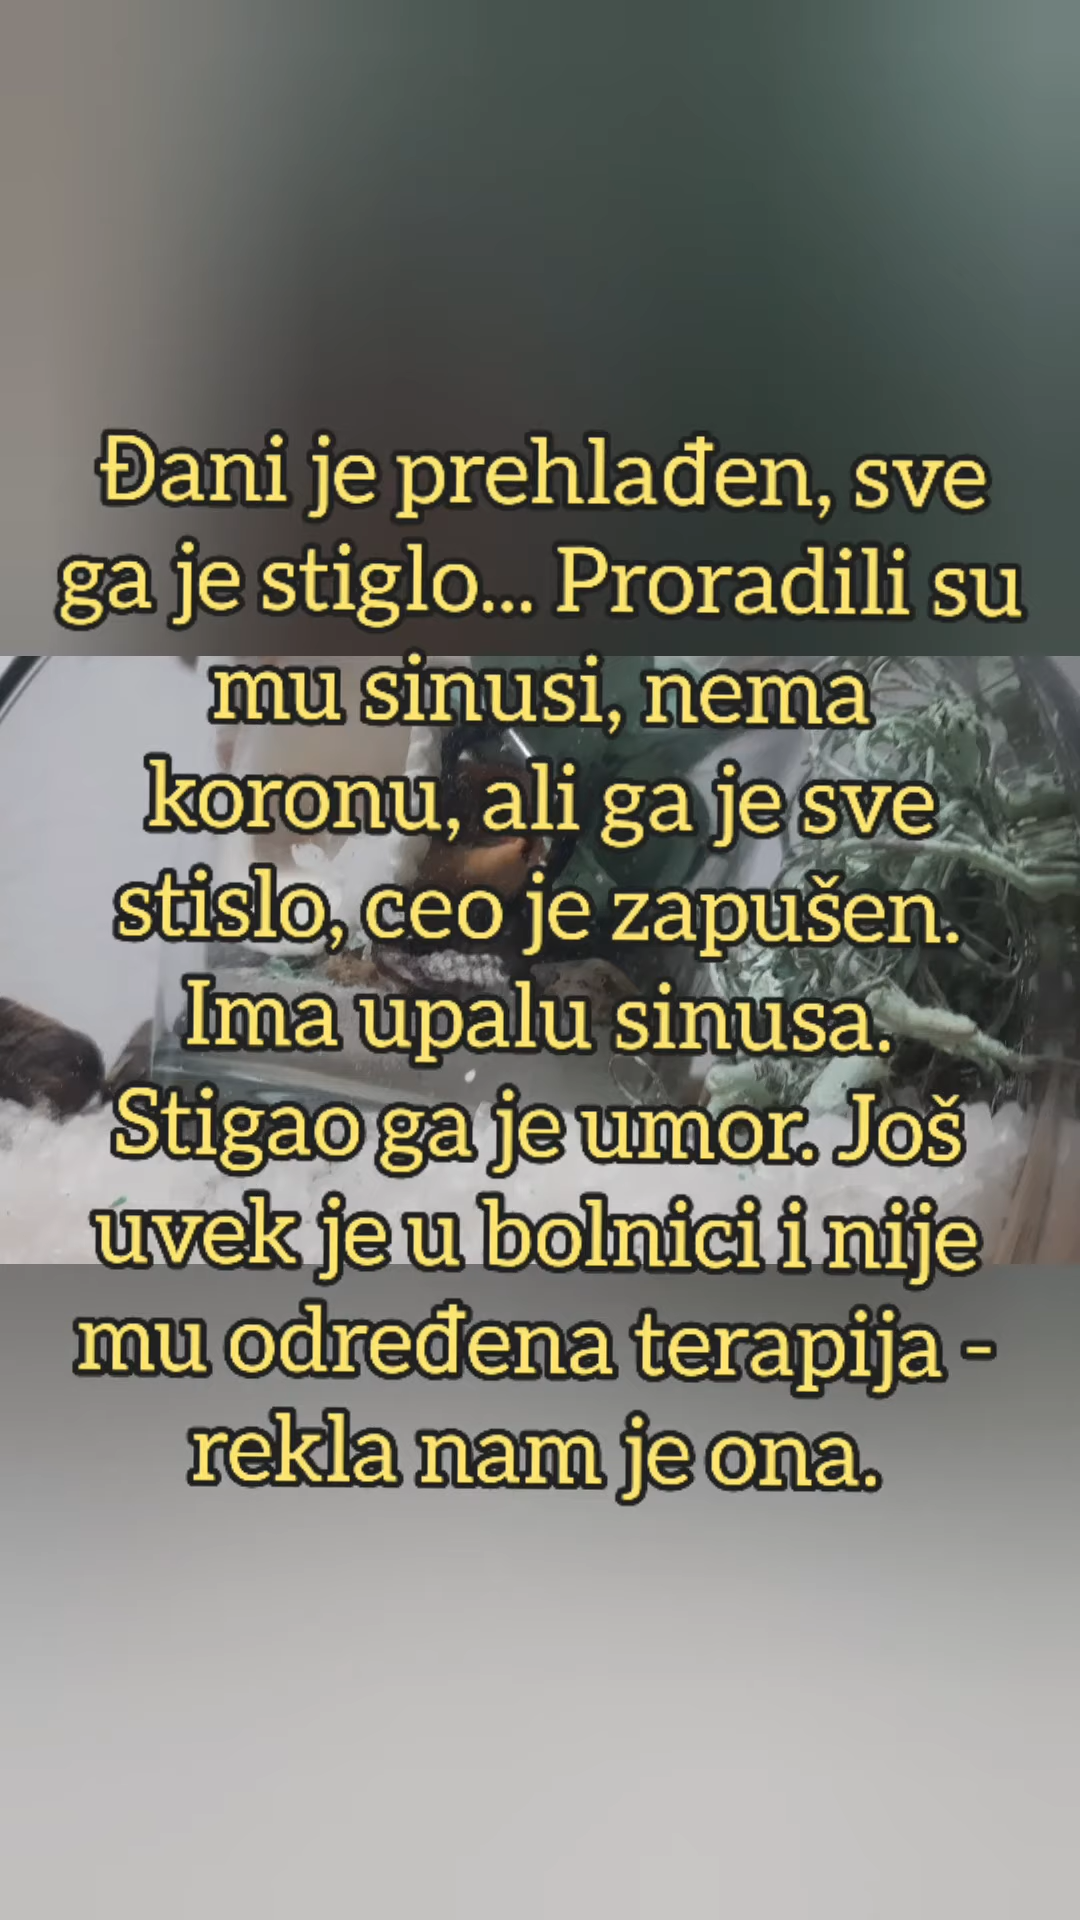 Đani je prehlađen, sve
ga je stiglo... Proradili su
mu sinusi, nema
koronu, ali ga je sve
stislo, ceo je zapušen.
Ima upalu sinusa.
Stigao ga je umor. Još
uvek je u bolnici i nije
mu određena terapija -
rekla nam je ona.